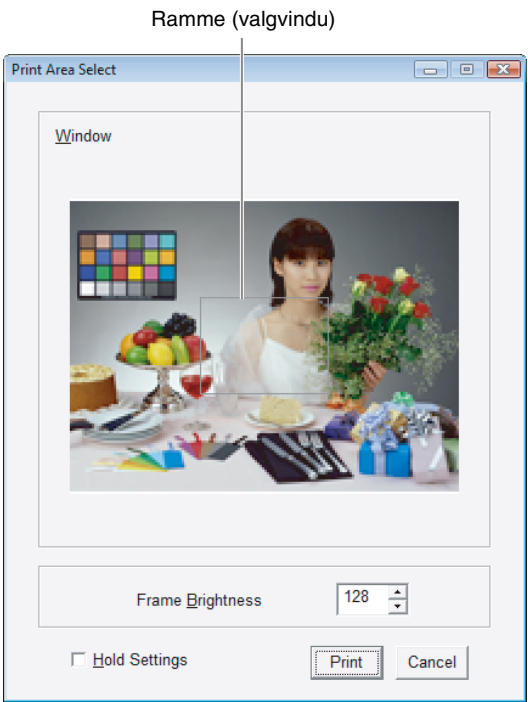 Ramme (valgvindu)
Print Area Select
Window
Frame Brightness
128
Hold Settings
Print
Cancel